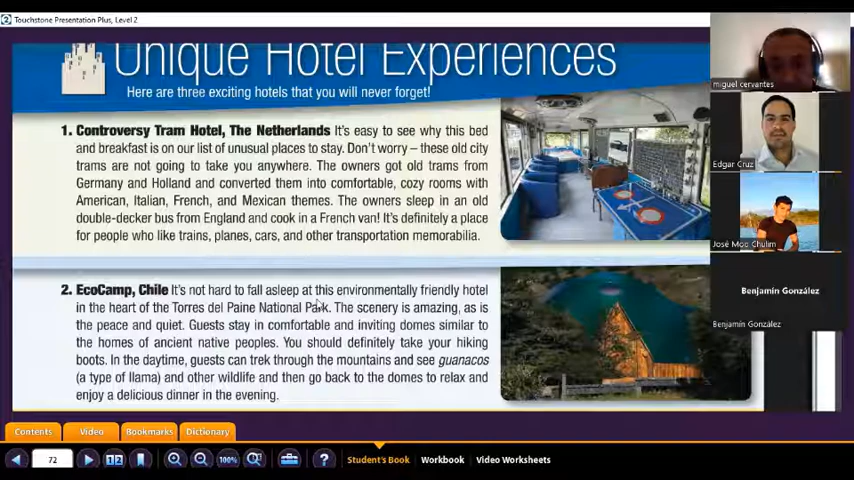 Touchstone Presentation Plus, Level 2
Unique Hotel Experiences
Here are three exciting hotels that you will never forget!
1. Controversy Tram Hotel, The Netherlands It's easy to see why this bed
and breakfast is on our list of unusual places to stay. Don't worry – these old city
trams are not going to take you anywhere. The owners got old trams from
Germany and Holland and converted them into comfortable, cozy rooms with
American, Italian, French, and Mexican themes. The owners sleep in an old
double-decker bus from England and cook in a French van! It's definitely a place
for people who like trains, planes, cars, and other transportation memorabilia.
2. EcoCamp, Chile It's not hard to fall asleep at this environmentally friendly hotel
in the heart of the Torres del Paine National Park. The scenery is amazing, as is
the peace and quiet. Guests stay in comfortable and inviting domes similar to
the homes of ancient native peoples. You should definitely take your hiking
boots. In the daytime, guests can trek through the mountains and see guanacos
(a type of llama) and other wildlife and then go back to the domes to relax and
enjoy a delicious dinner in the evening.
miguel cervantes
Edgar Cruz
José Moo Chulim
Benjamín González
Benjamín González
Contents Video Bookmarks Dictionary
72 12 100% ? Student's Book Workbook Video Worksheets